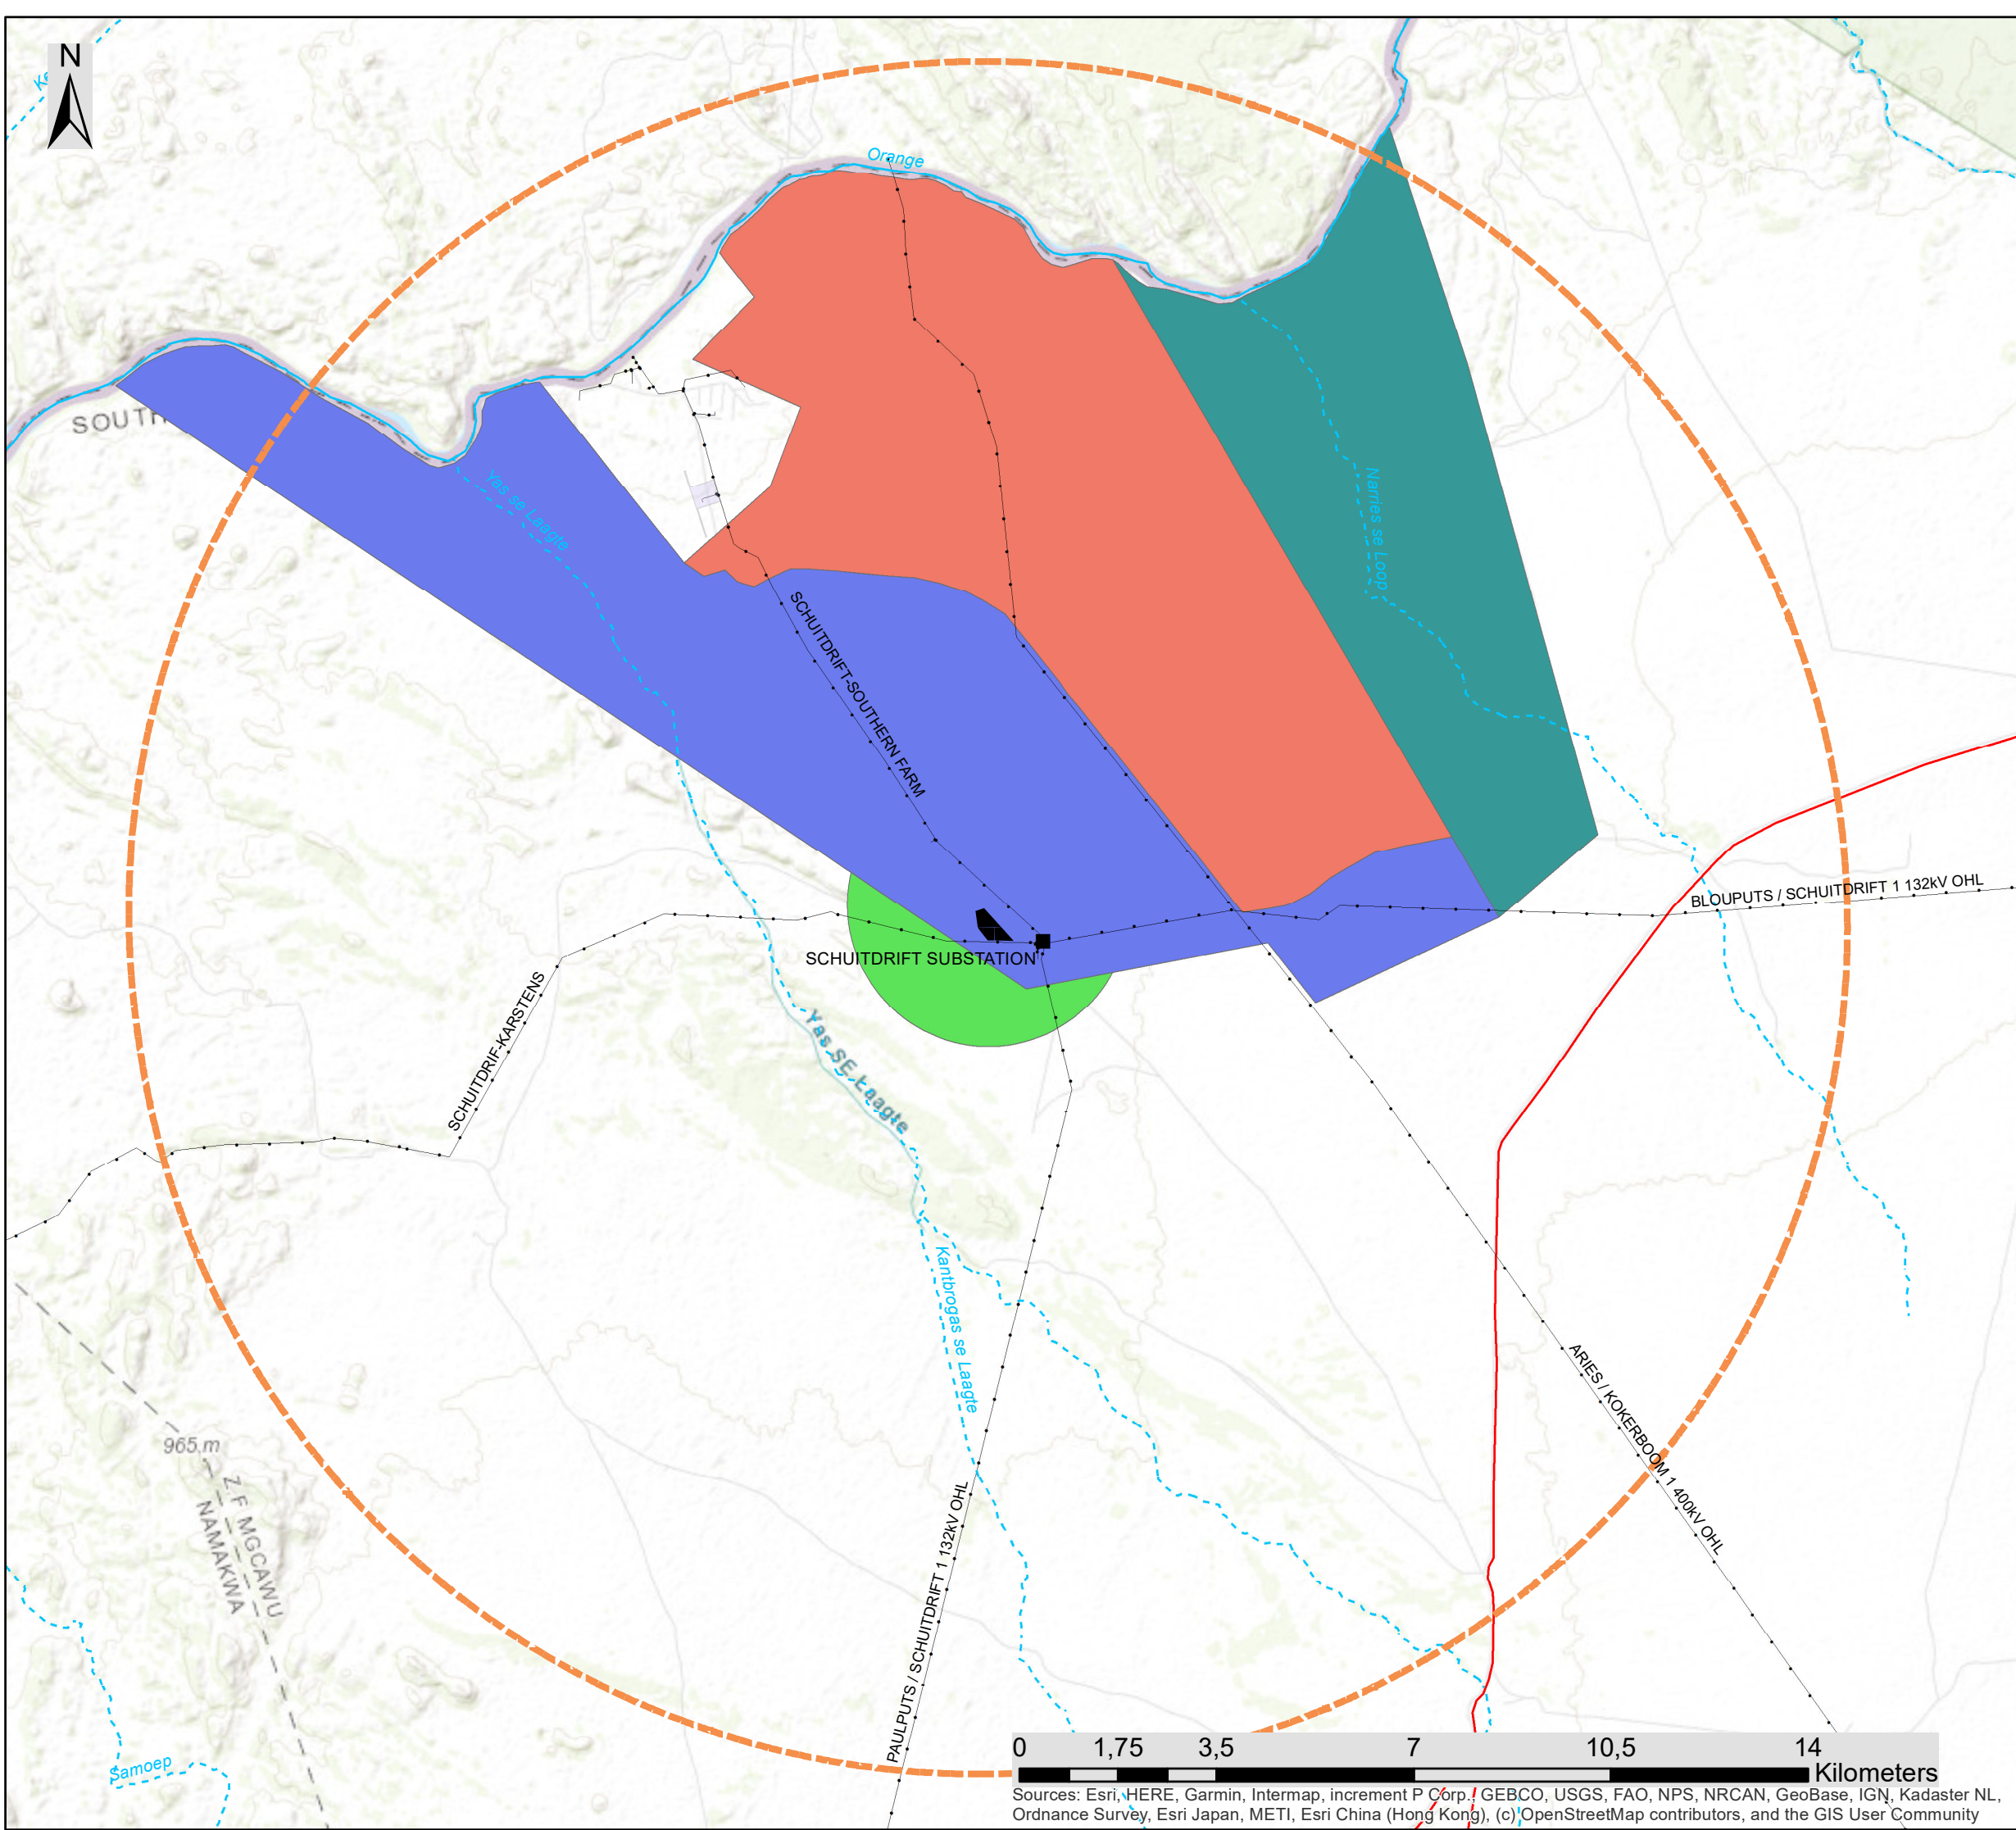 N
Orange
SOUTH
Yas se Laagte
Narries se Loop
SCHUITDRIFT-SOUTHERN FARM
BLOUPUTS / SCHUITDRIFT 1 132kV OHL
SCHUITDRIFT SUBSTATION
SCHUITDRIF-KARSTENS
Yas SE Laagte
Kantbrogas se Laagte
ARIES / KOKERBOOM 1 400kV OHL
965 m
Z F MGCAWU
NAMAKWA
PAULPUTS / SCHUITDRIFT 1 132kV OHL
Samoep
0 1,75 3,5 7 10,5 14
Kilometers
Sources: Esri, HERE, Garmin, Intermap, increment P Corp., GEBCO, USGS, FAO, NPS, NRCAN, GeoBase, IGN, Kadaster NL,
Ordnance Survey, Esri Japan, METI, Esri China (Hong Kong), (c) OpenStreetMap contributors, and the GIS User Community